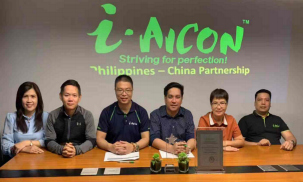 i·AiCON™
Striving for perfection!
Philippines – China Partnership